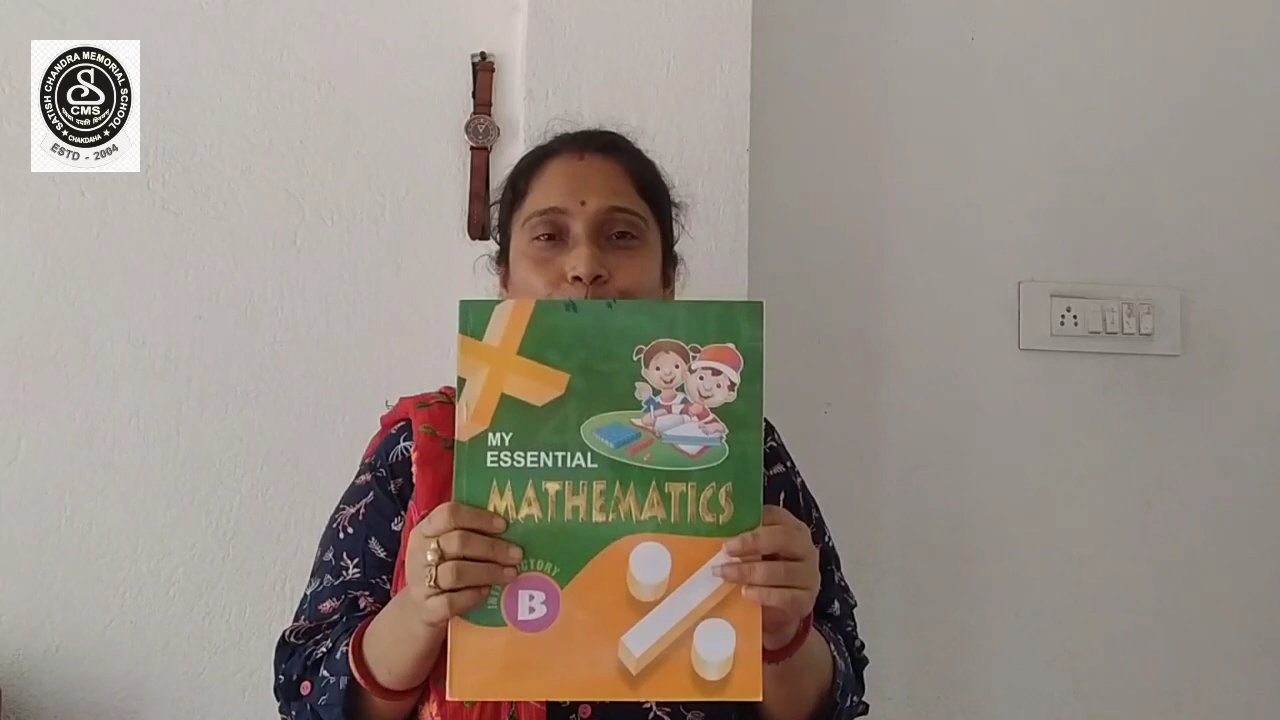 SATISH CHANDRA MEMORIAL SCHOOL
CMS
★ CHAKDAHA ★
ESTD - 2004
MY
ESSENTIAL
MATHEMATICS
B